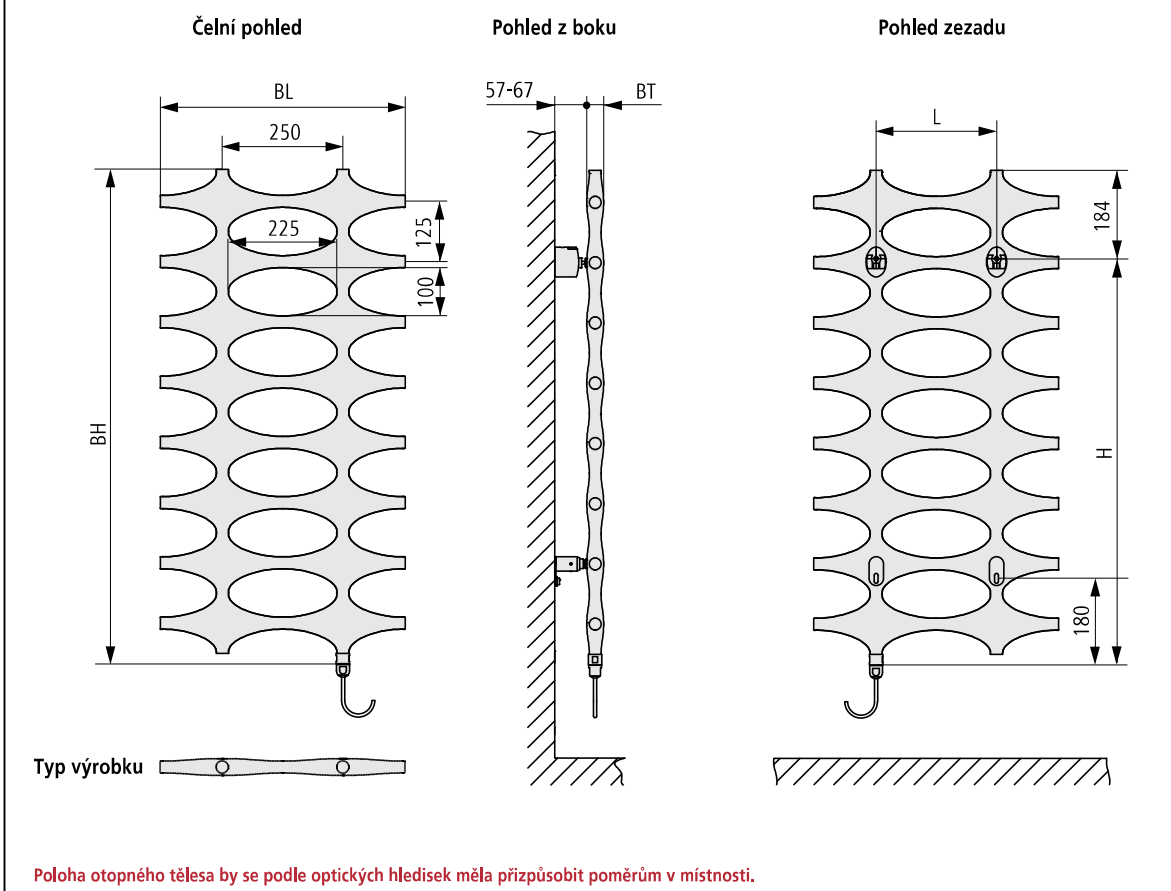 Čelní pohled
Pohled z boku
Pohled zezadu
BL
250
225
125
100
BH
57-67
BT
L
184
H
180
Typ výrobku
Poloha otopného tělesa by se podle optických hledisek měla přizpůsobit poměrům v místnosti.